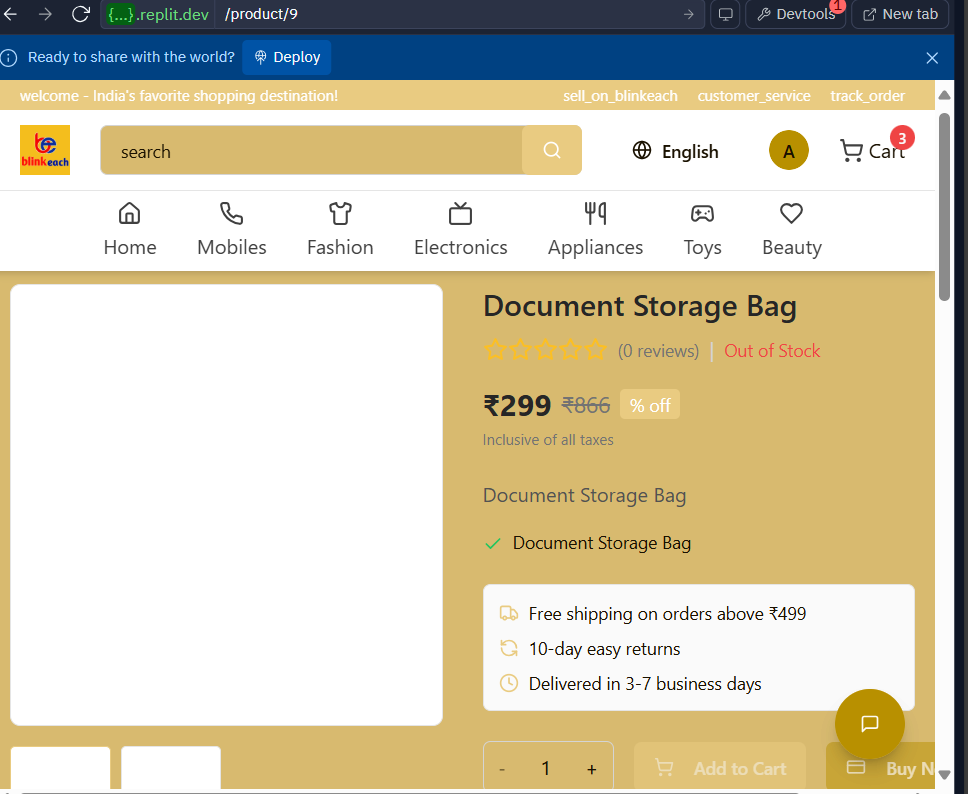 {...}.replit.dev /product/9 Devtools 1 New tab
Ready to share with the world? Deploy
welcome - India's favorite shopping destination! sell_on_blinkeach customer_service track_order
be
blinkeach
search
English A Cart 3
Home Mobiles Fashion Electronics Appliances Toys Beauty
Document Storage Bag
(0 reviews) | Out of Stock
₹299 ₹866 % off
Inclusive of all taxes
Document Storage Bag
Document Storage Bag
Free shipping on orders above ₹499
10-day easy returns
Delivered in 3-7 business days
- 1 + Add to Cart Buy N